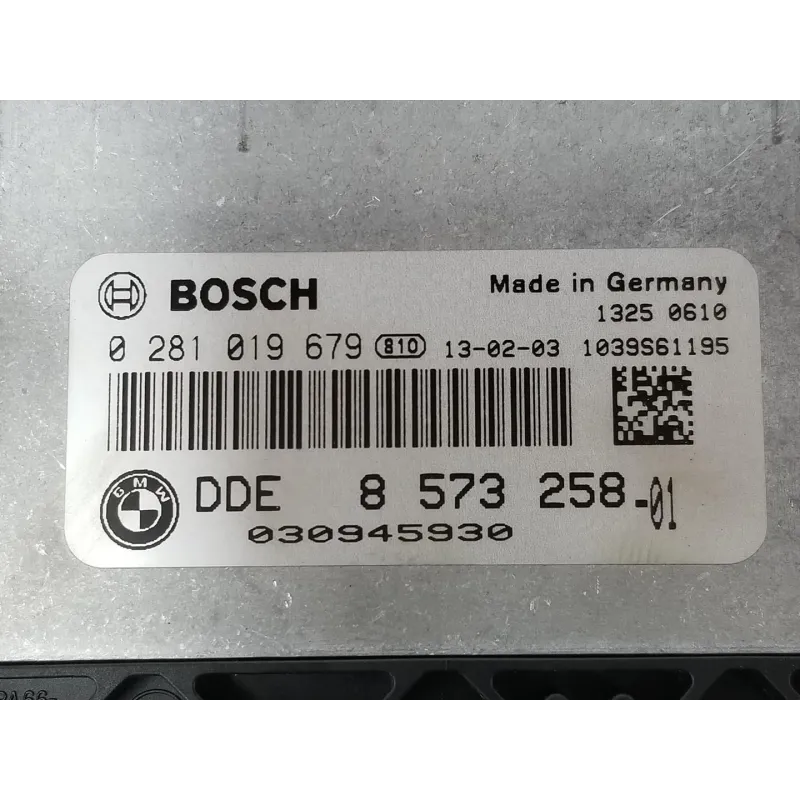 BOSCH
Made in Germany
1325 0610
0 281 019 679 810 13-02-03 1039S61195
BMW
DDE 8 573 258-01
030945930